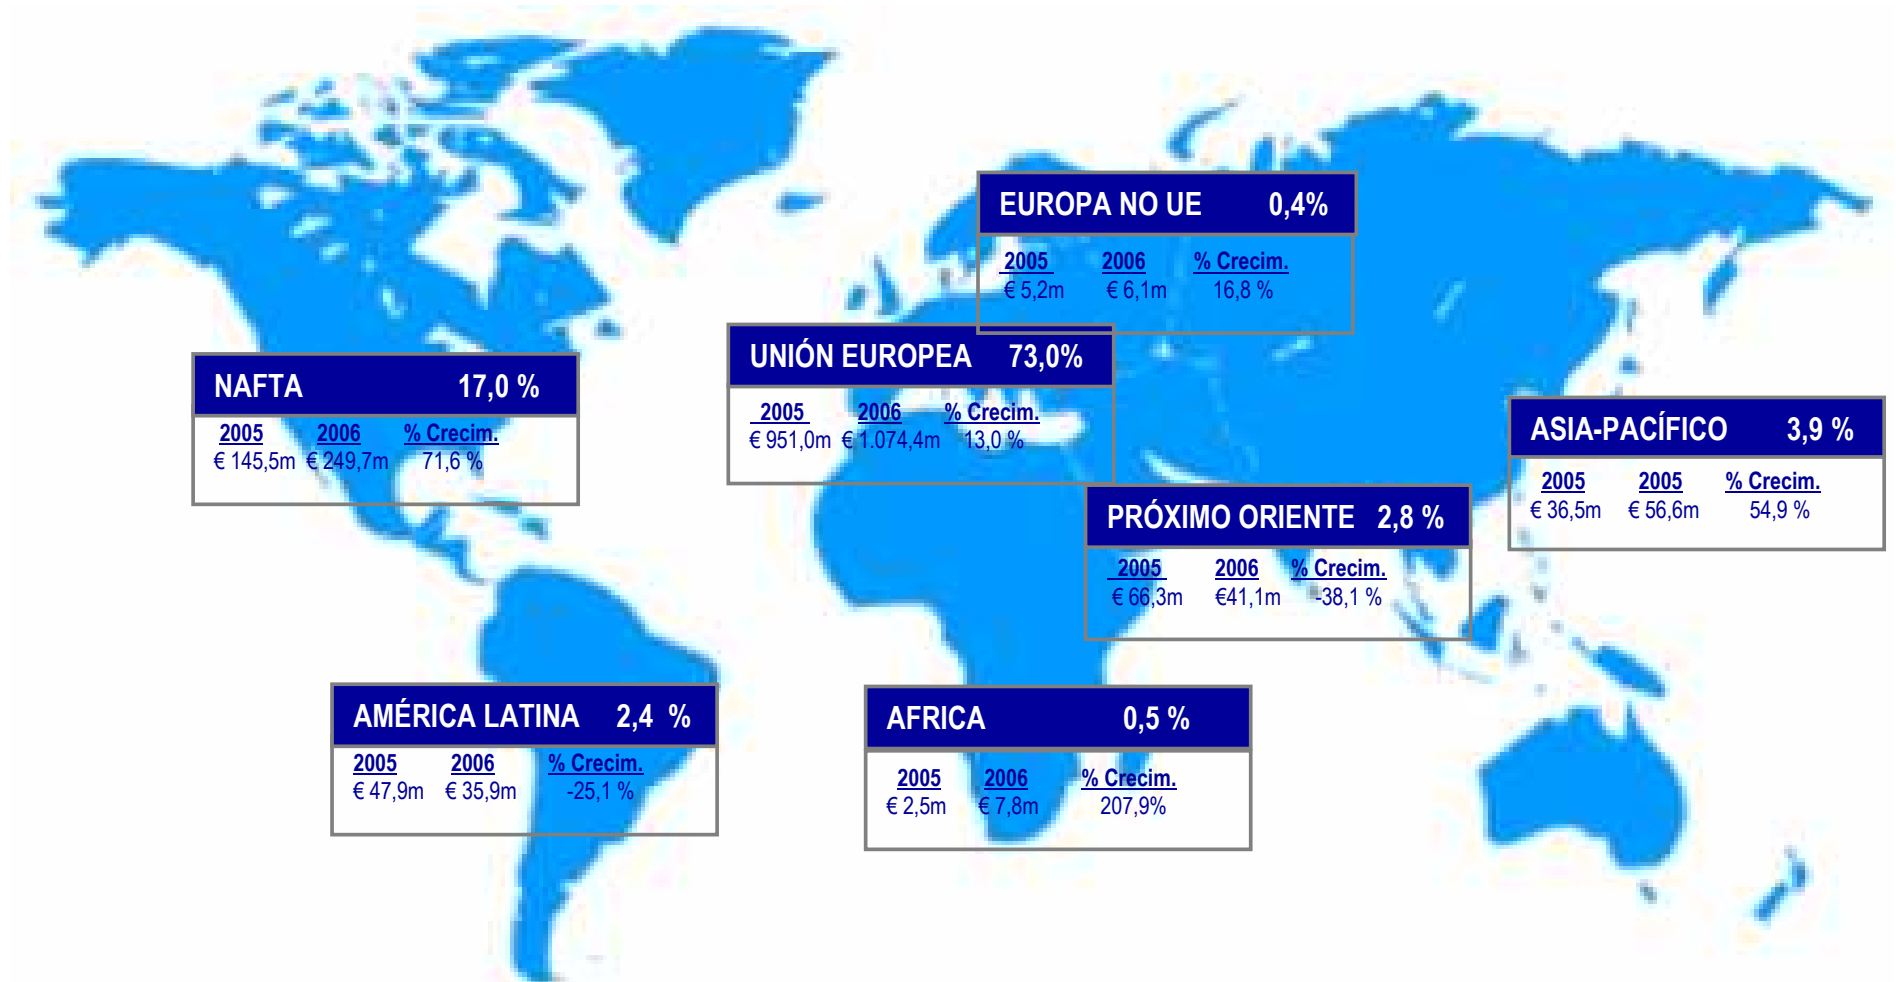 EUROPA NO UE 0,4%
2005 2006 % Crecim.
€ 5,2m € 6,1m 16,8 %
UNIÓN EUROPEA 73,0%
2005 2006 % Crecim.
€ 951,0m € 1.074,4m 13,0 %
NAFTA 17,0 %
2005 2006 % Crecim.
€ 145,5m € 249,7m 71,6 %
ASIA-PACÍFICO 3,9 %
2005 2005 % Crecim.
€ 36,5m € 56,6m 54,9 %
PRÓXIMO ORIENTE 2,8 %
2005 2006 % Crecim.
€ 66,3m €41,1m -38,1 %
AMÉRICA LATINA 2,4 %
2005 2006 % Crecim.
€ 47,9m € 35,9m -25,1 %
AFRICA 0,5 %
2005 2006 % Crecim.
€ 2,5m € 7,8m 207,9%